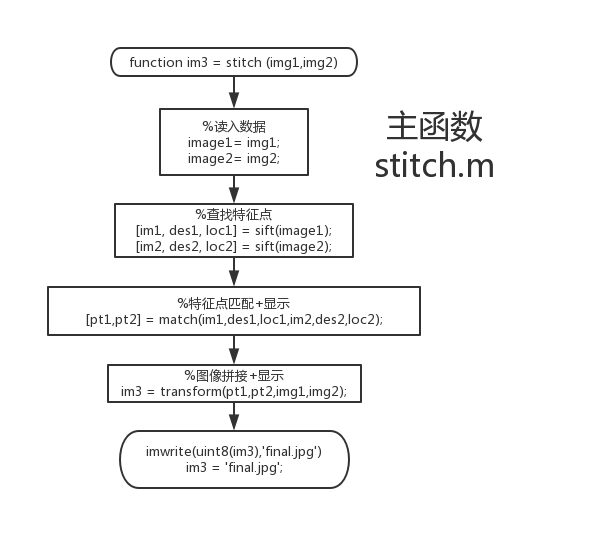 function im3 = stitch (img1,img2)
主函数
stitch.m
%读入数据
image1= img1;
image2= img2;
%查找特征点
[im1, des1, loc1] = sift(image1);
[im2, des2, loc2] = sift(image2);
%特征点匹配+显示
[pt1,pt2] = match(im1,des1,loc1,im2,des2,loc2);
%图像拼接+显示
im3 = transform(pt1,pt2,img1,img2);
imwrite(uint8(im3),'final.jpg')
im3 = 'final.jpg';